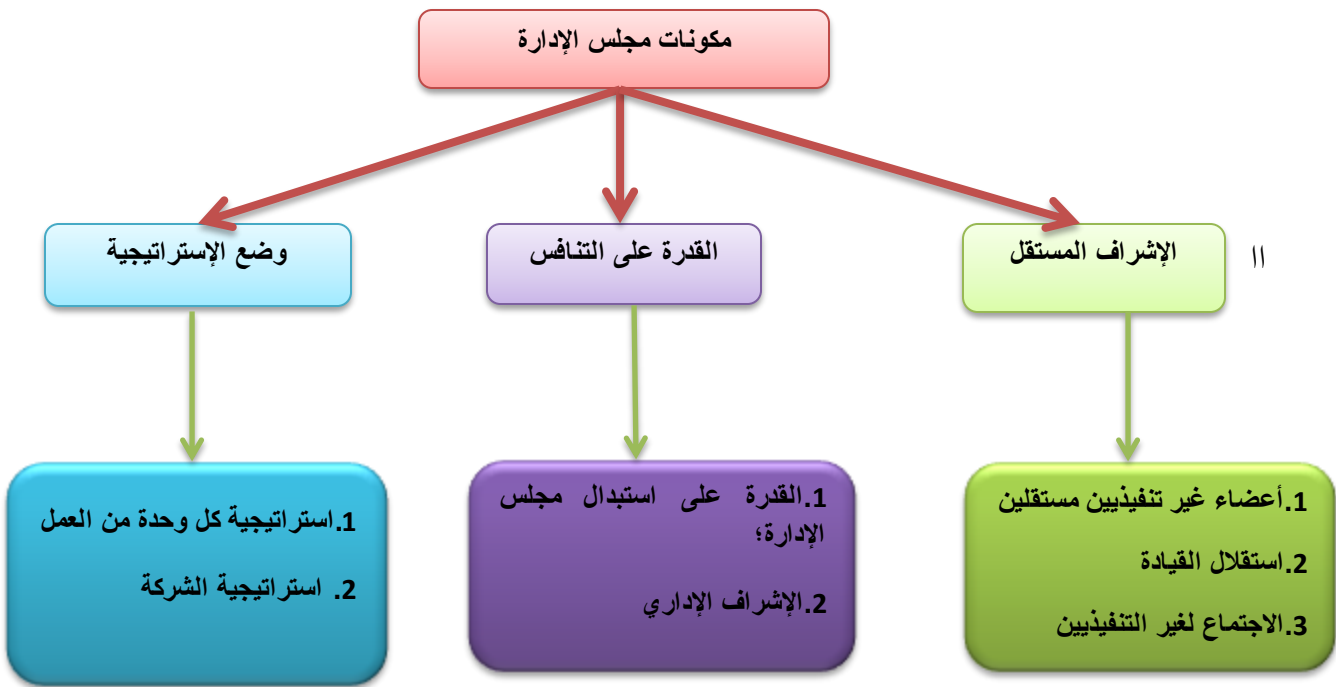 مكونات مجلس الإدارة
اا
الإشراف المستقل
القدرة على التنافس
وضع الإستراتيجية
1.أعضاء غير تنفيذيين مستقلين
2.استقلال القيادة
3.الاجتماع لغير التنفيذيين
1.القدرة على استبدال مجلس
الإدارة؛
2.الإشراف الإداري
1.استراتيجية كل وحدة من العمل
2. استراتيجية الشركة